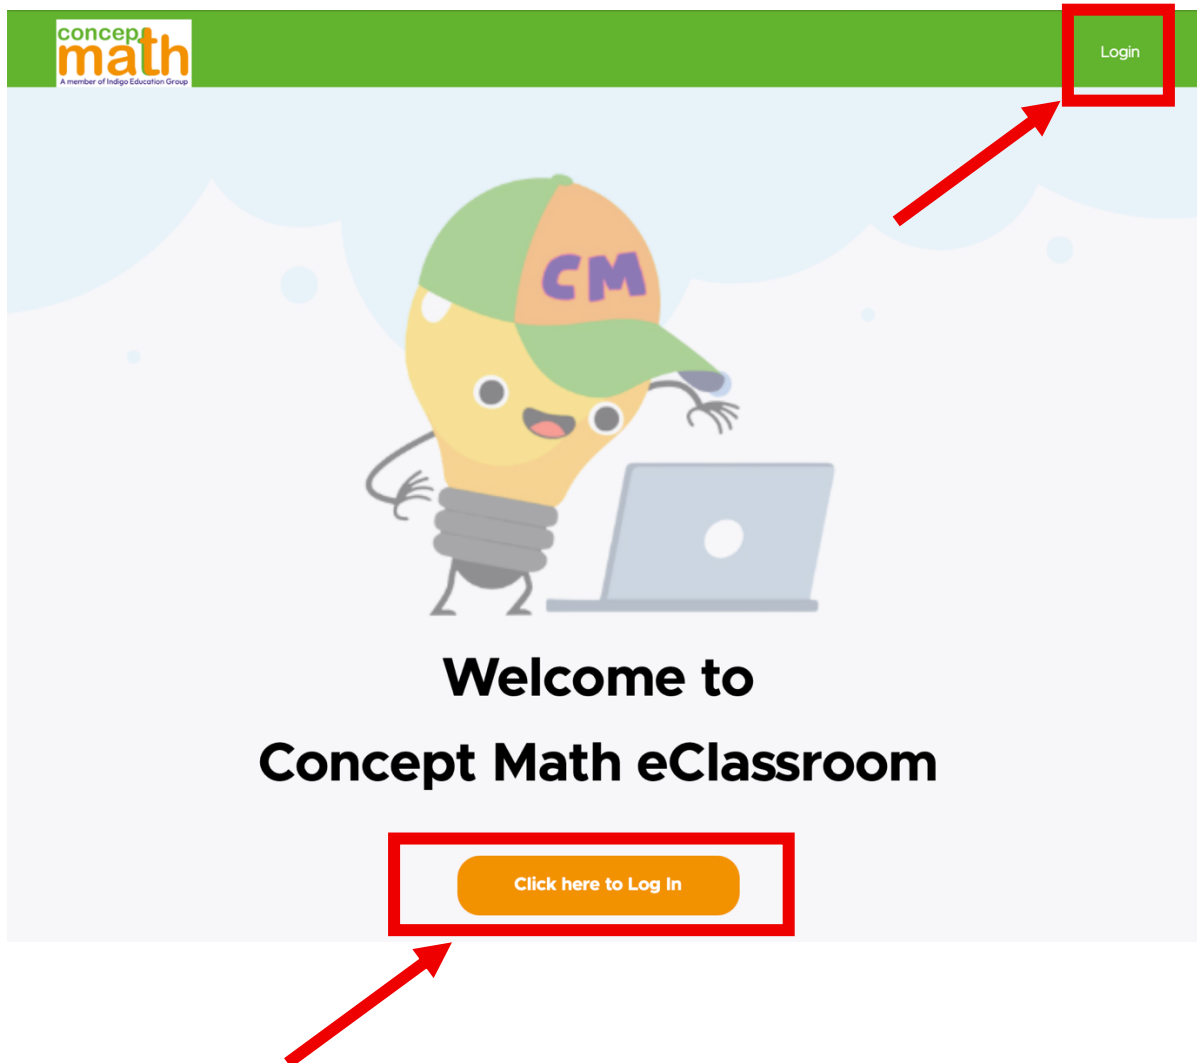 concept
math
A member of Indigo Education Group
Login
CM
Welcome to
Concept Math eClassroom
Click here to Log In